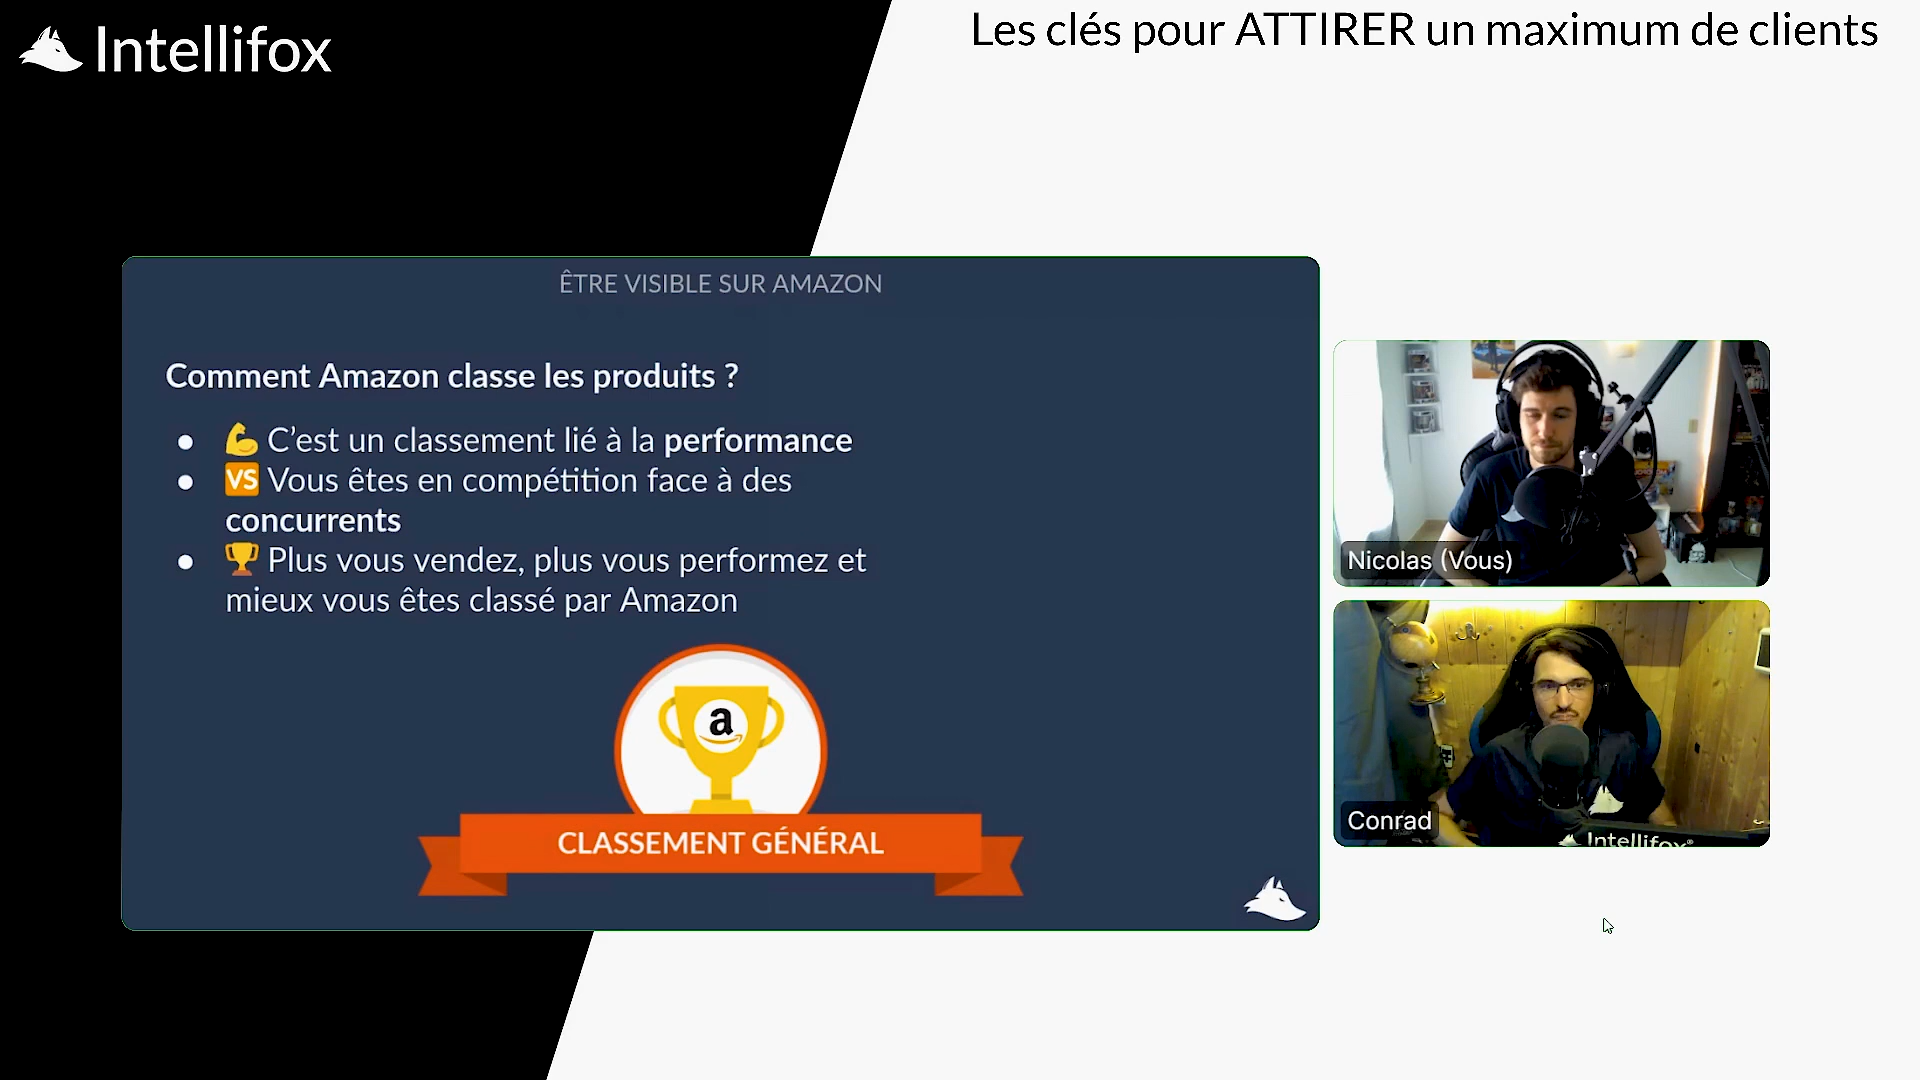 Intellifox
Les clés pour ATTIRER un maximum de clients
ÊTRE VISIBLE SUR AMAZON
Comment Amazon classe les produits ?
● 💪 C’est un classement lié à la performance
● 🆚 Vous êtes en compétition face à des
concurrents
● 🏆 Plus vous vendez, plus vous performez et
mieux vous êtes classé par Amazon
a
CLASSEMENT GÉNÉRAL
Nicolas (Vous)
Conrad
Intellifox®